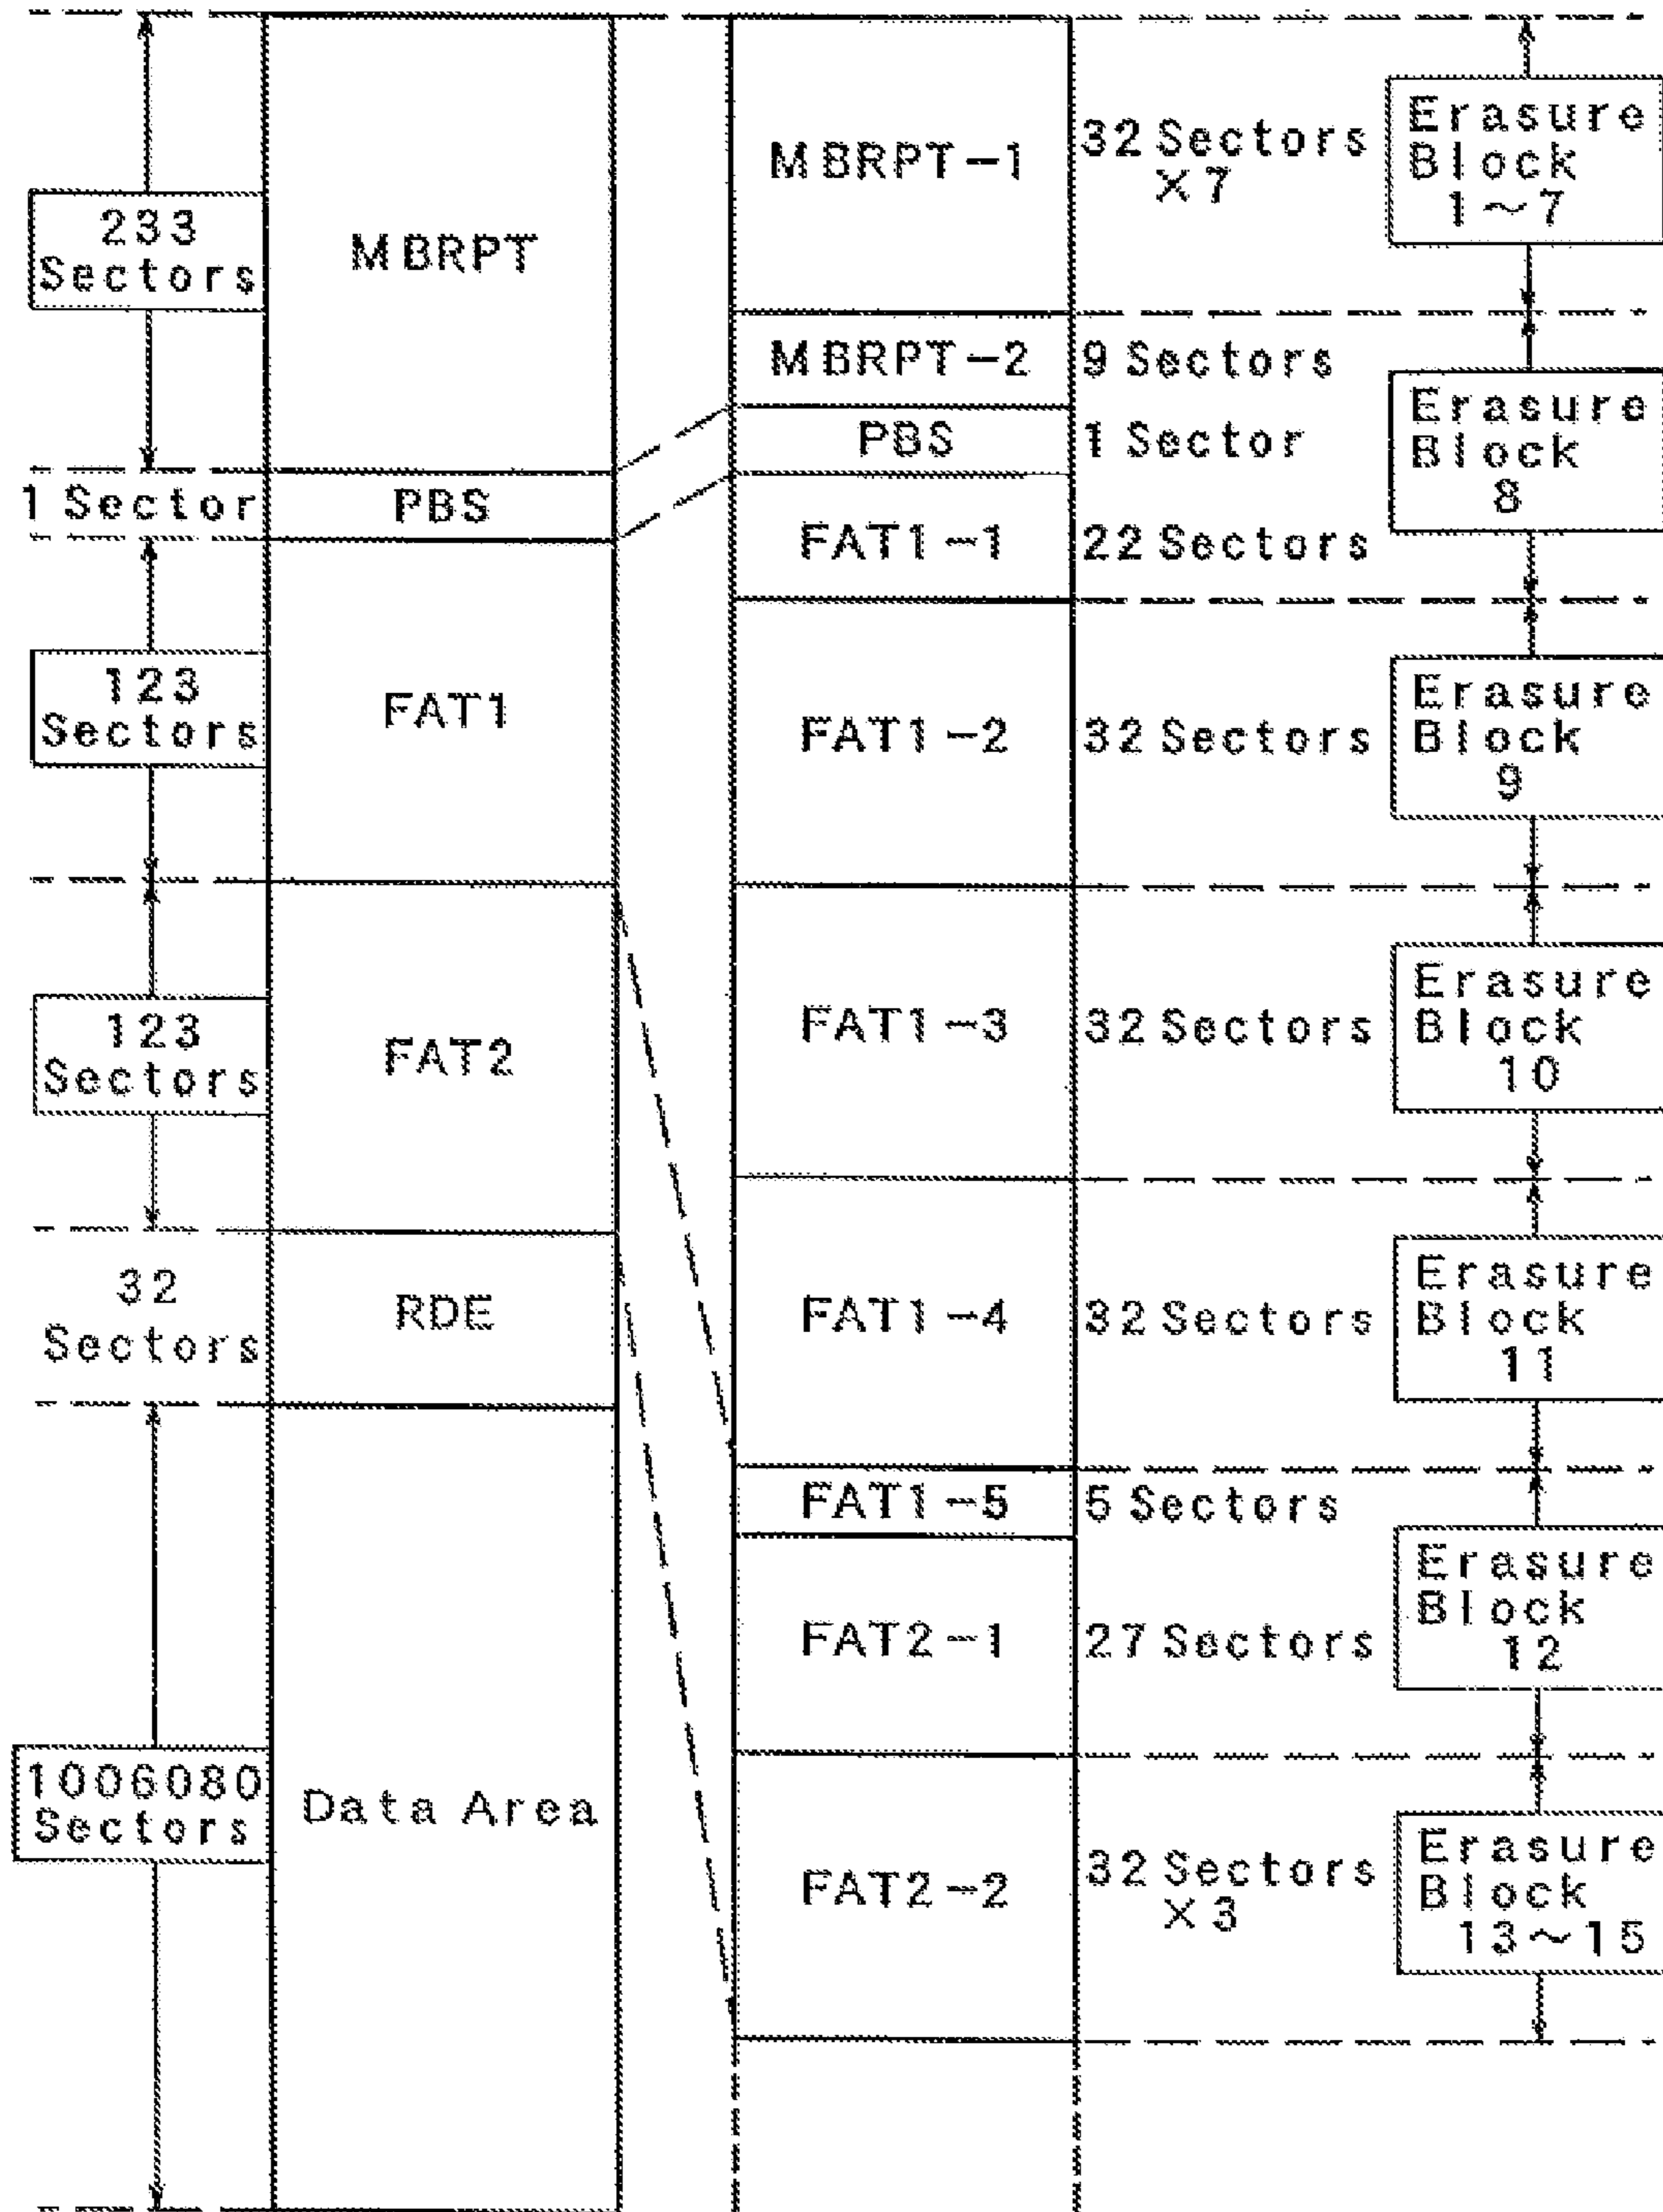 233
Sectors
1 Sector
123
Sectors
123
Sectors
32
Sectors
1006080
Sectors
MBRPT
PBS
FAT1
FAT2
RDE
Data Area
MBRPT-1
MBRPT-2
PBS
FAT1-1
FAT1-2
FAT1-3
FAT1-4
FAT1-5
FAT2-1
FAT2-2
32 Sectors
×7
9 Sectors
1 Sector
22 Sectors
32 Sectors
32 Sectors
32 Sectors
5 Sectors
27 Sectors
32 Sectors
×3
Erasure
Block
1~7
Erasure
Block
8
Erasure
Block
9
Erasure
Block
10
Erasure
Block
11
Erasure
Block
12
Erasure
Block
13~15